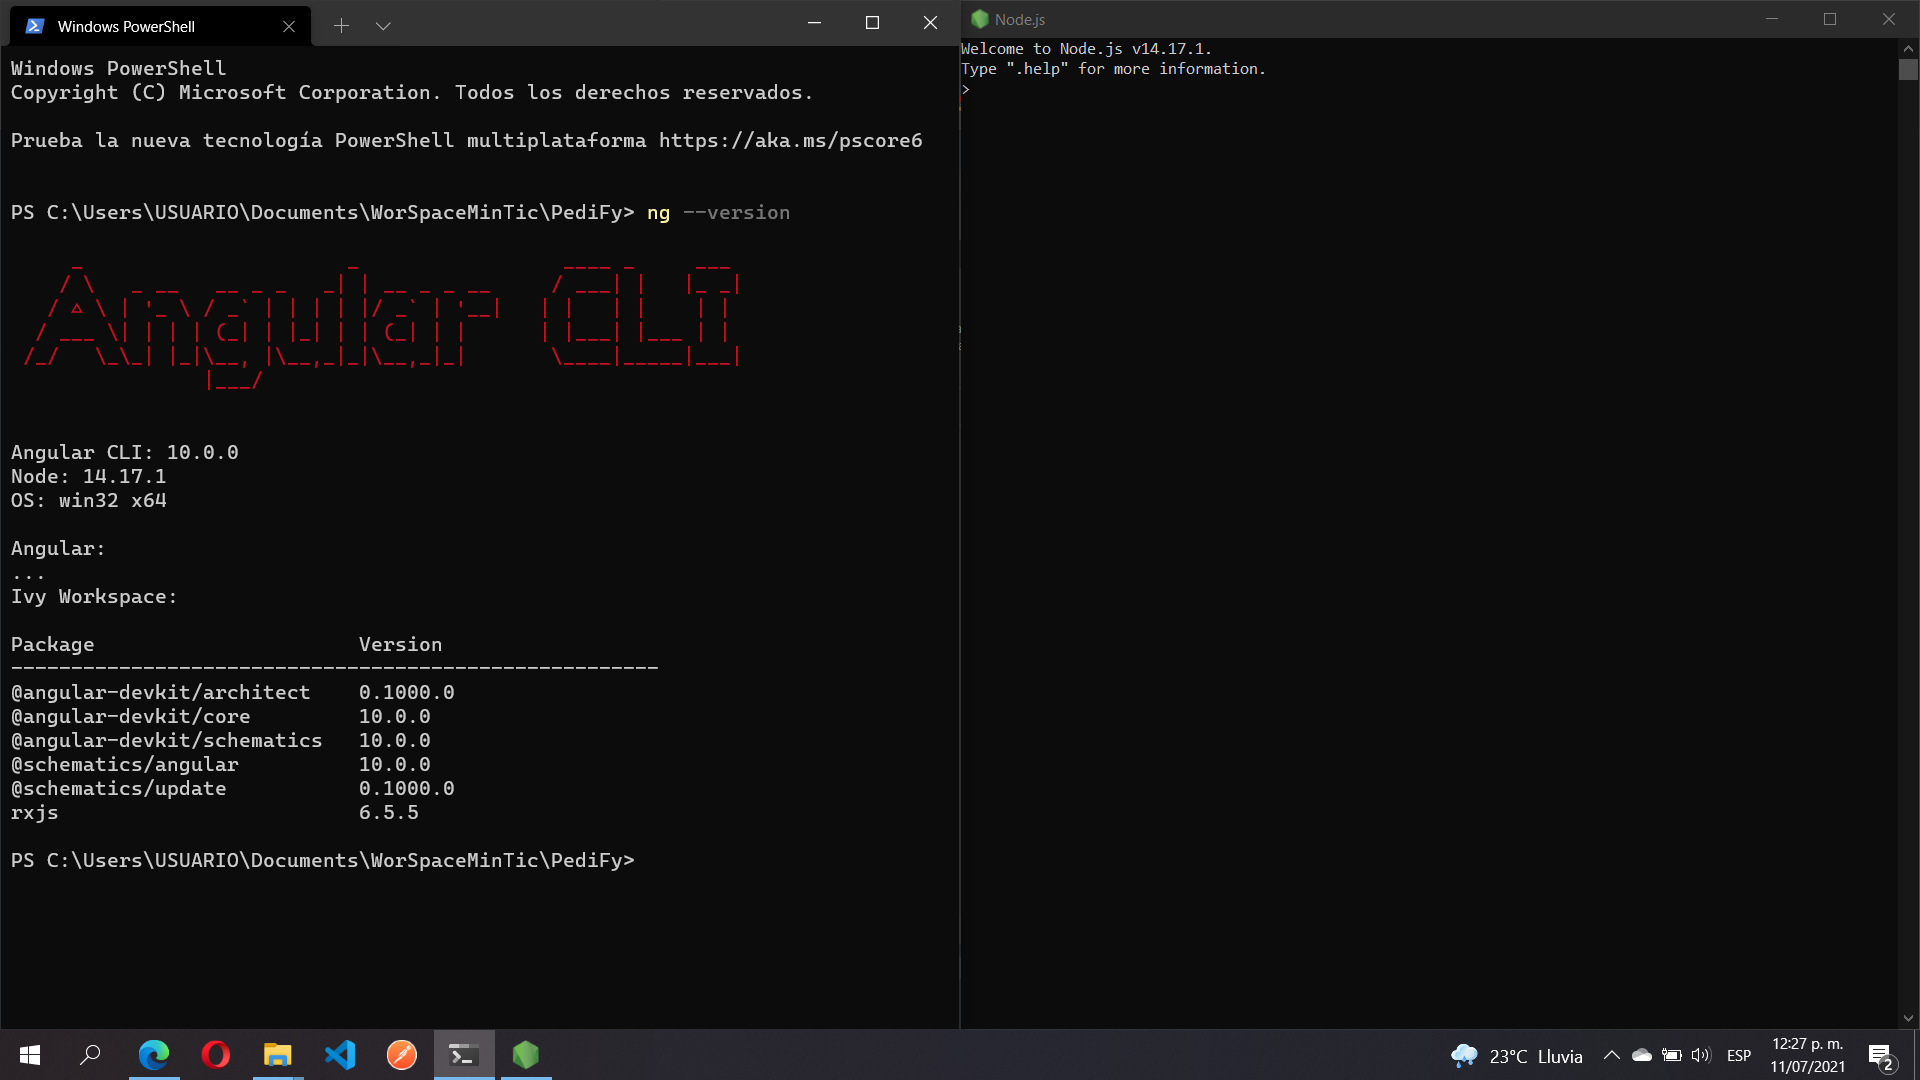 Windows PowerShell
Windows PowerShell
Copyright (C) Microsoft Corporation. Todos los derechos reservados.
Prueba la nueva tecnología PowerShell multiplataforma https://aka.ms/pscore6
PS C:\Users\USUARIO\Documents\WorSpaceMinTic\PediFy> ng --version
Angular CLI
Angular CLI: 10.0.0
Node: 14.17.1
OS: win32 x64
Angular:
...
Ivy Workspace:
Package Version
------------------------------------------------------
@angular-devkit/architect 0.1000.0
@angular-devkit/core 10.0.0
@angular-devkit/schematics 10.0.0
@schematics/angular 10.0.0
@schematics/update 0.1000.0
rxjs 6.5.5
PS C:\Users\USUARIO\Documents\WorSpaceMinTic\PediFy>
Node.js
Welcome to Node.js v14.17.1.
Type ".help" for more information.
>
23°C Lluvia
ESP
12:27 p. m.
11/07/2021
2